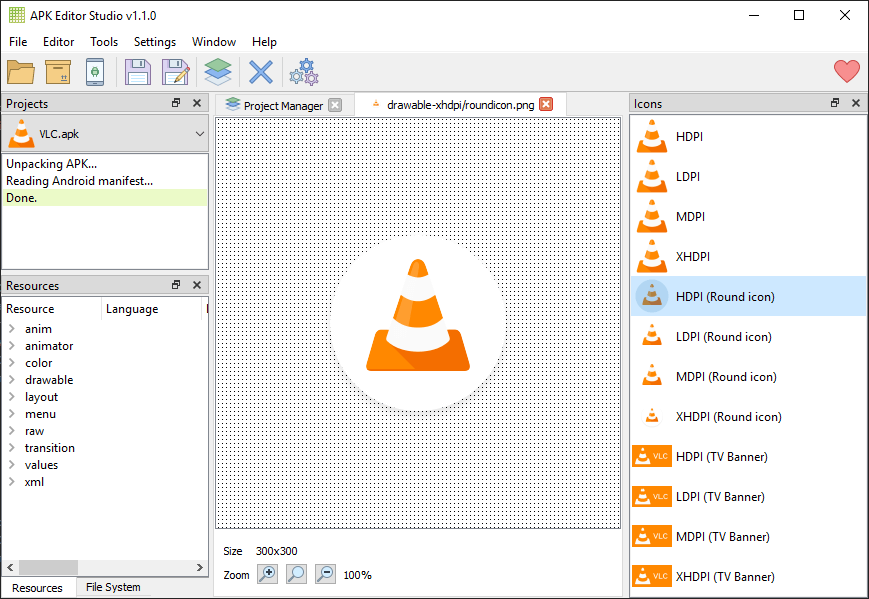 APK Editor Studio v1.1.0
File Editor Tools Settings Window Help
Projects
VLC.apk
Unpacking APK...
Reading Android manifest...
Done.
Resources
Resource Language
anim
animator
color
drawable
layout
menu
raw
transition
values
xml
Resources File System
Project Manager drawable-xhdpi/roundicon.png
Size 300x300
Zoom 100%
Icons
HDPI
LDPI
MDPI
XHDPI
HDPI (Round icon)
LDPI (Round icon)
MDPI (Round icon)
XHDPI (Round icon)
VLC HDPI (TV Banner)
VLC LDPI (TV Banner)
VLC MDPI (TV Banner)
VLC XHDPI (TV Banner)